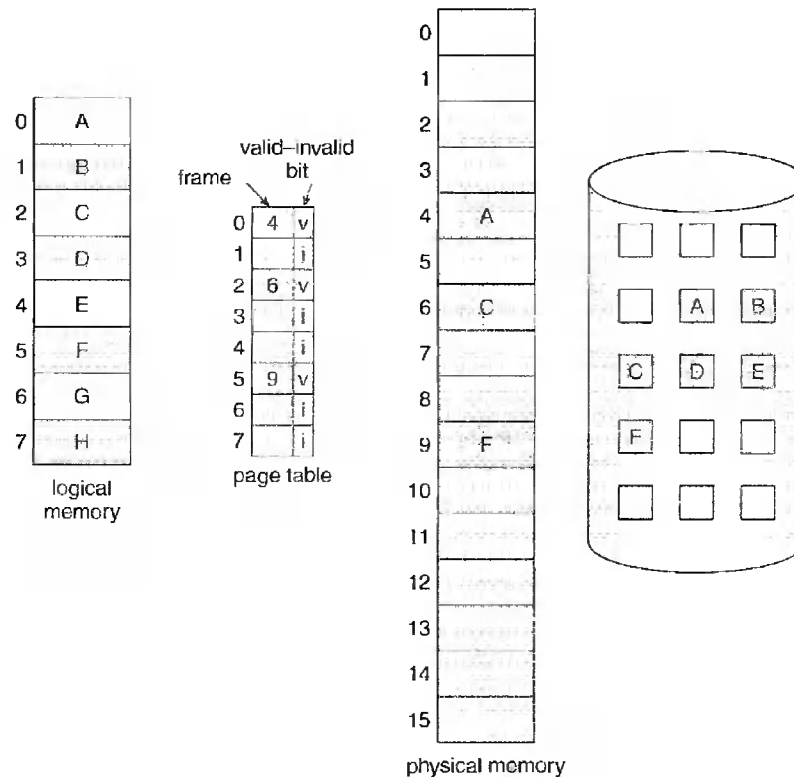 0 A
1 B
2 C
3 D
4 E
5 F
6 G
7 H
logical
memory
frame
valid–invalid
bit
0 4 v
1 i
2 6 v
3 i
4 i
5 9 v
6 i
7 i
page table
0
1
2
3
4 A
5
6 C
7
8
9 F
10
11
12
13
14
15
physical memory
A B
C D E
F